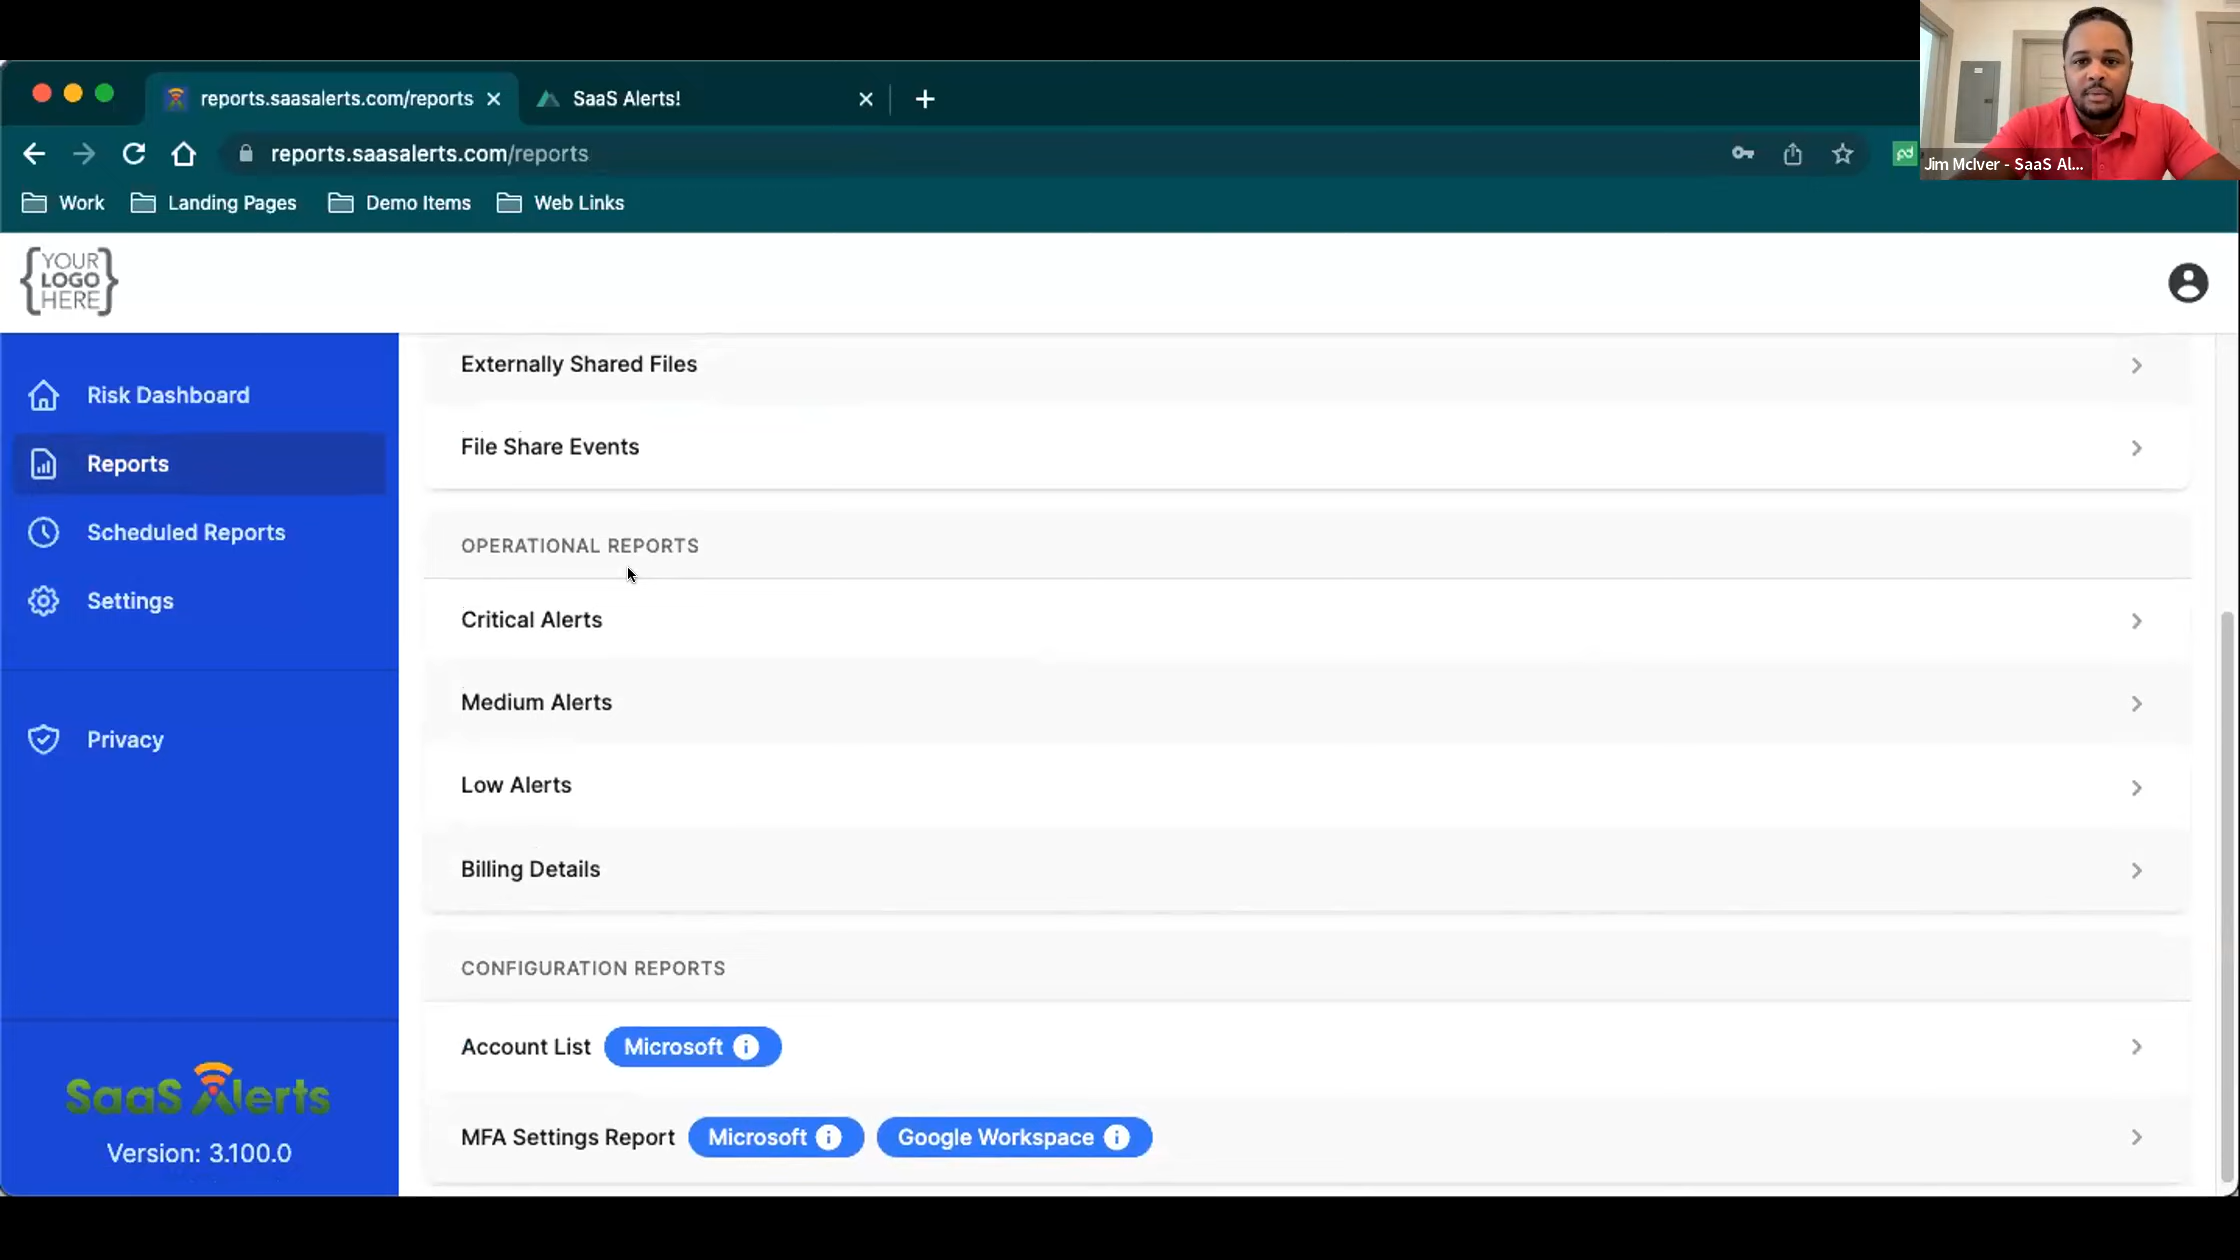 reports.saasalerts.com/reports
SaaS Alerts!
reports.saasalerts.com/reports
Work
Landing Pages
Demo Items
Web Links
Jim McIver - SaaS Al...
{YOUR
LOGO
HERE}
Risk Dashboard
Reports
Scheduled Reports
Settings
Privacy
SaaS Alerts
Version: 3.100.0
Externally Shared Files
File Share Events
OPERATIONAL REPORTS
Critical Alerts
Medium Alerts
Low Alerts
Billing Details
CONFIGURATION REPORTS
Account List Microsoft
MFA Settings Report Microsoft Google Workspace